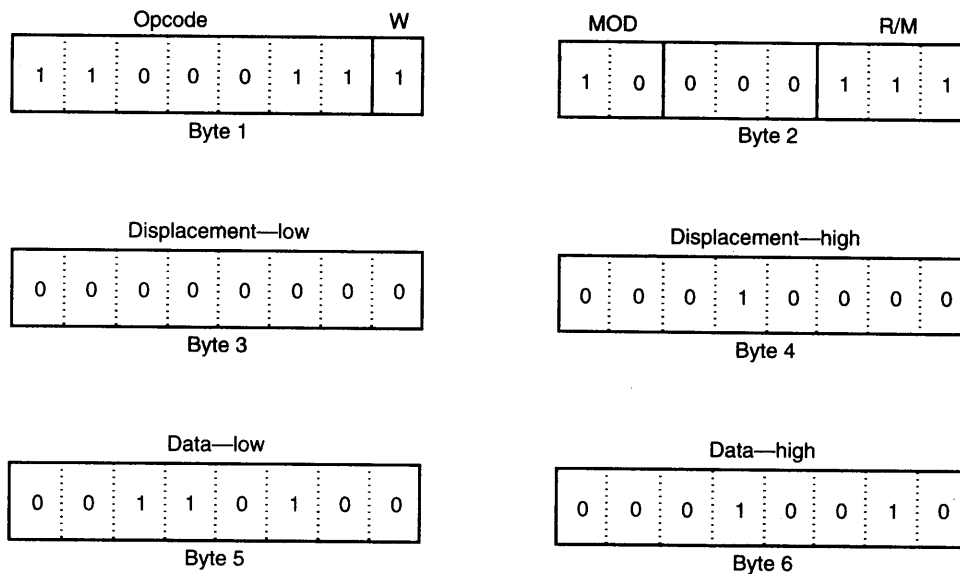 Opcode W MOD R/M
1 1 0 0 0 1 1 1 1 0 0 0 0 1 1 1
Byte 1 Byte 2
Displacement—low Displacement—high
0 0 0 0 0 0 0 0 0 0 0 1 0 0 0 0
Byte 3 Byte 4
Data—low Data—high
0 0 1 1 0 1 0 0 0 0 0 1 0 0 1 0
Byte 5 Byte 6